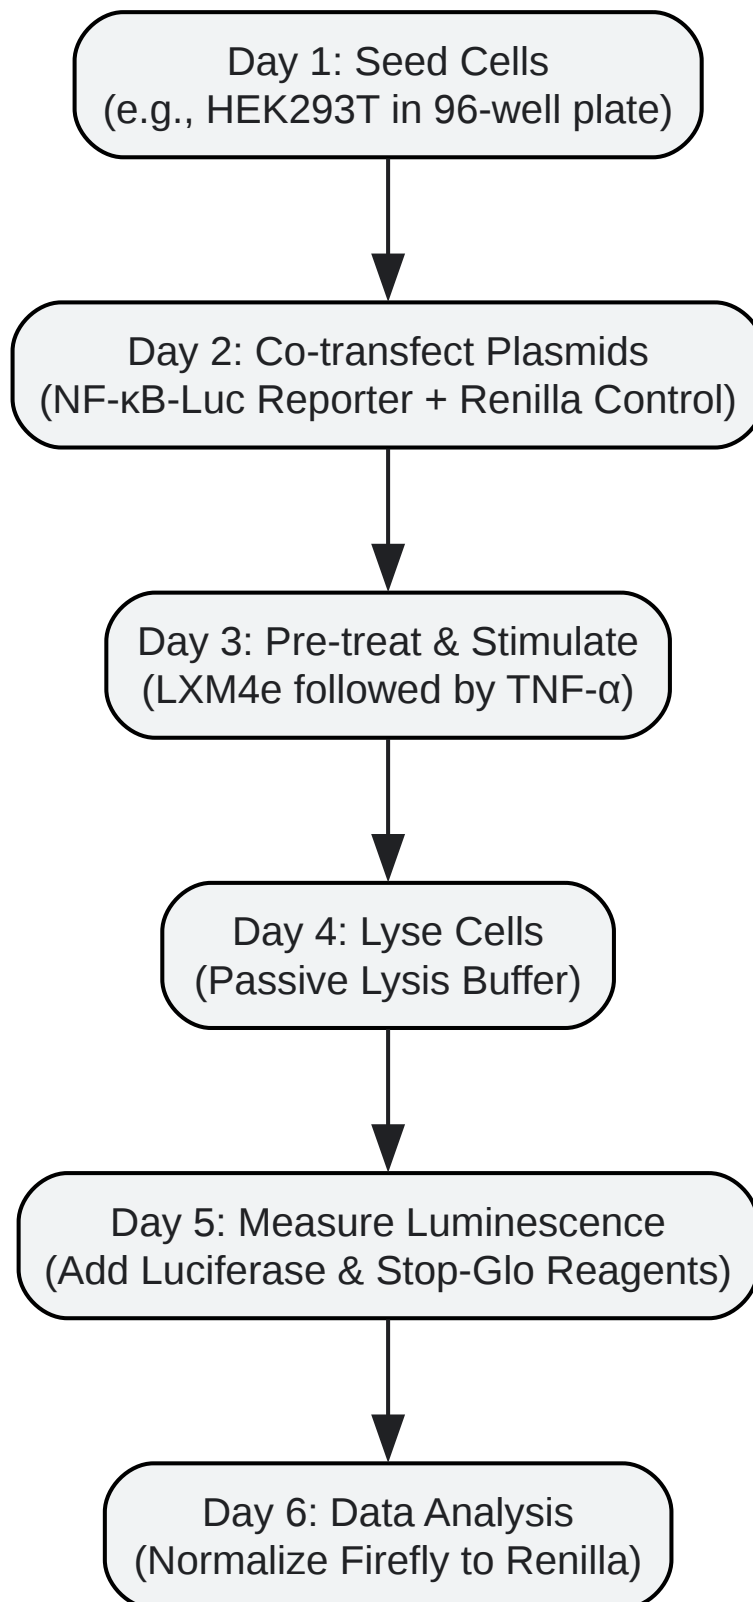 Day 1: Seed Cells
(e.g., HEK293T in 96-well plate)
Day 2: Co-transfect Plasmids
(NF-κB-Luc Reporter + Renilla Control)
Day 3: Pre-treat & Stimulate
(LXM4e followed by TNF-α)
Day 4: Lyse Cells
(Passive Lysis Buffer)
Day 5: Measure Luminescence
(Add Luciferase & Stop-Glo Reagents)
Day 6: Data Analysis
(Normalize Firefly to Renilla)